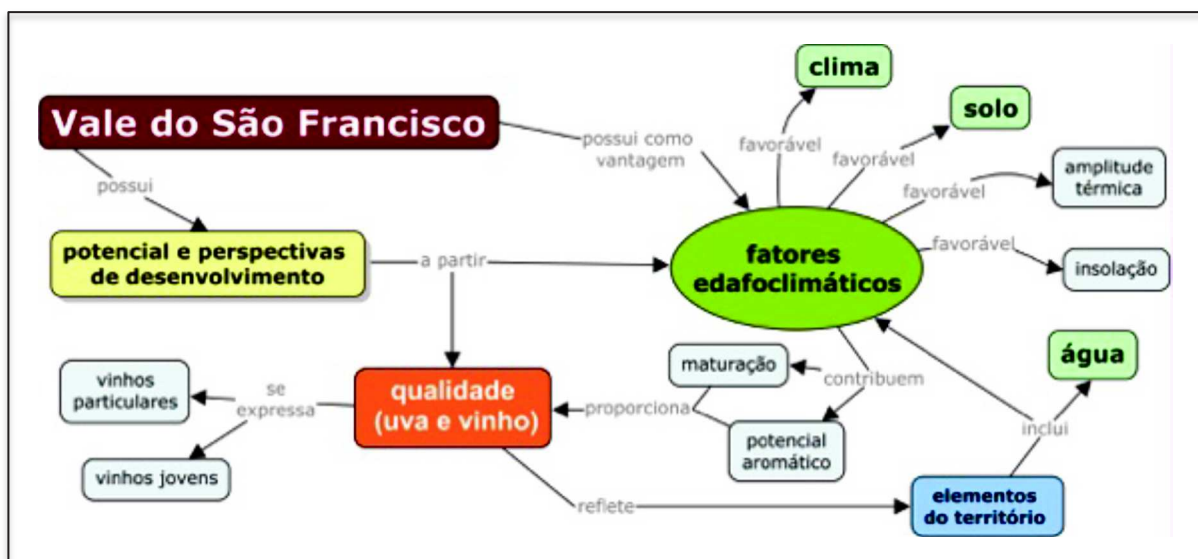 clima
Vale do São Francisco
solo
possui como
vantagem
favorável
favorável
amplitude
térmica
possui
favorável
potencial e perspectivas
de desenvolvimento
a partir
fatores
edafoclimáticos
favorável
insolação
água
maturação
vinhos
particulares
se
expressa
qualidade
(uva e vinho)
proporciona
contribuem
potencial
aromático
inclui
vinhos jovens
reflete
elementos
do território